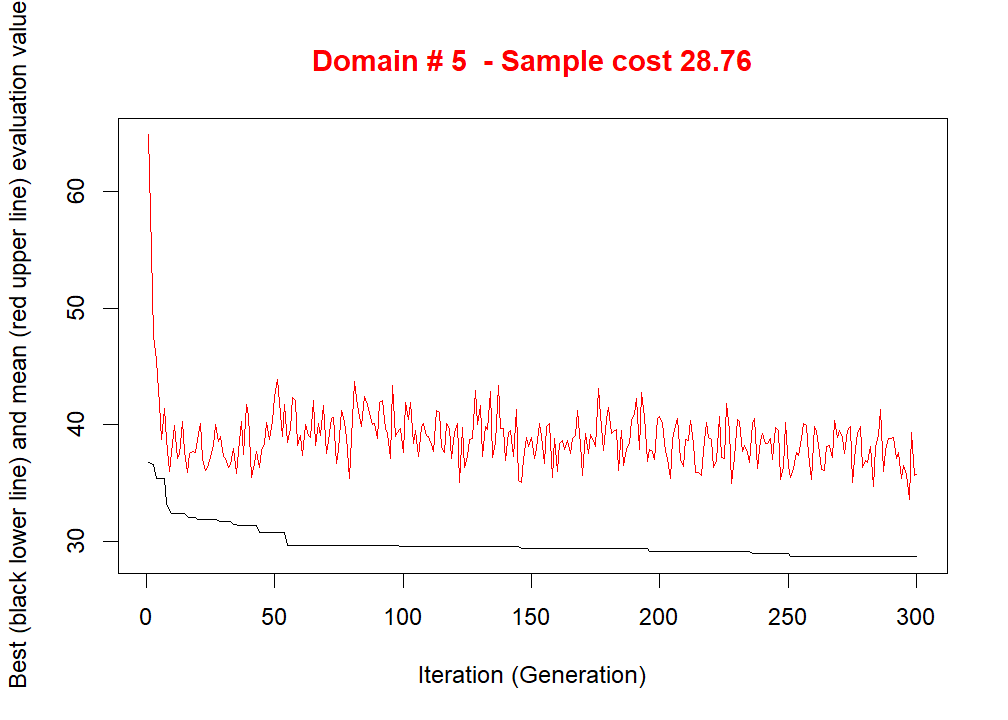 Domain # 5  - Sample cost 28.76
Best (black lower line) and mean (red upper line) evaluation value
60
50
40
30
0 50 100 150 200 250 300
Iteration (Generation)